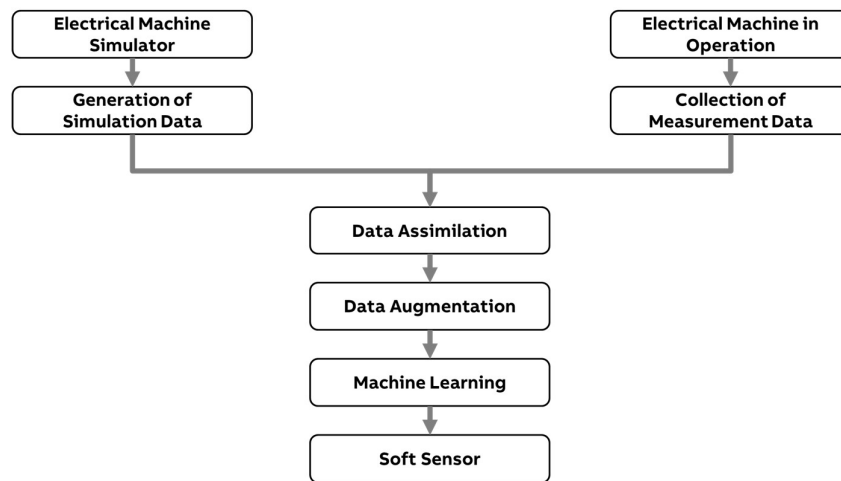 Electrical Machine
Simulator
Electrical Machine in
Operation
Generation of
Simulation Data
Collection of
Measurement Data
Data Assimilation
Data Augmentation
Machine Learning
Soft Sensor